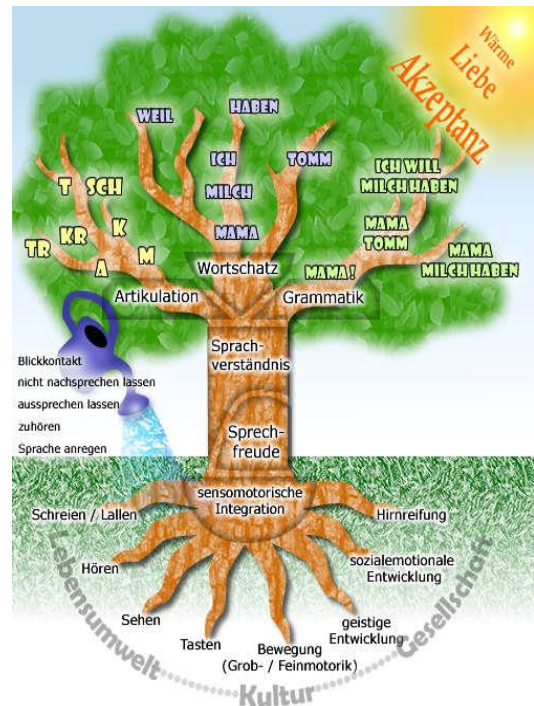 Wärme
Liebe
Akzeptanz
WEIL
HABEN
ICH
TOMM
MILCH
MAMA
T
SCH
K
KR
TR
A
M
ICH WILL
MILCH HABEN
MAMA
TOMM
MAMA
MILCH HABEN
MAMA !
Wortschatz
Artikulation
Grammatik
Sprach-
verständnis
Sprech-
freude
Blickkontakt
nicht nachsprechen lassen
aussprechen lassen
zuhören
Sprache anregen
sensomotorische
Integration
Schreien / Lallen
Hören
Sehen
Tasten
Bewegung
(Grob- / Feinmotorik)
geistige
Entwicklung
sozialemotionale
Entwicklung
Hirnreifung
Lebensumwelt
Kultur
Gesellschaft